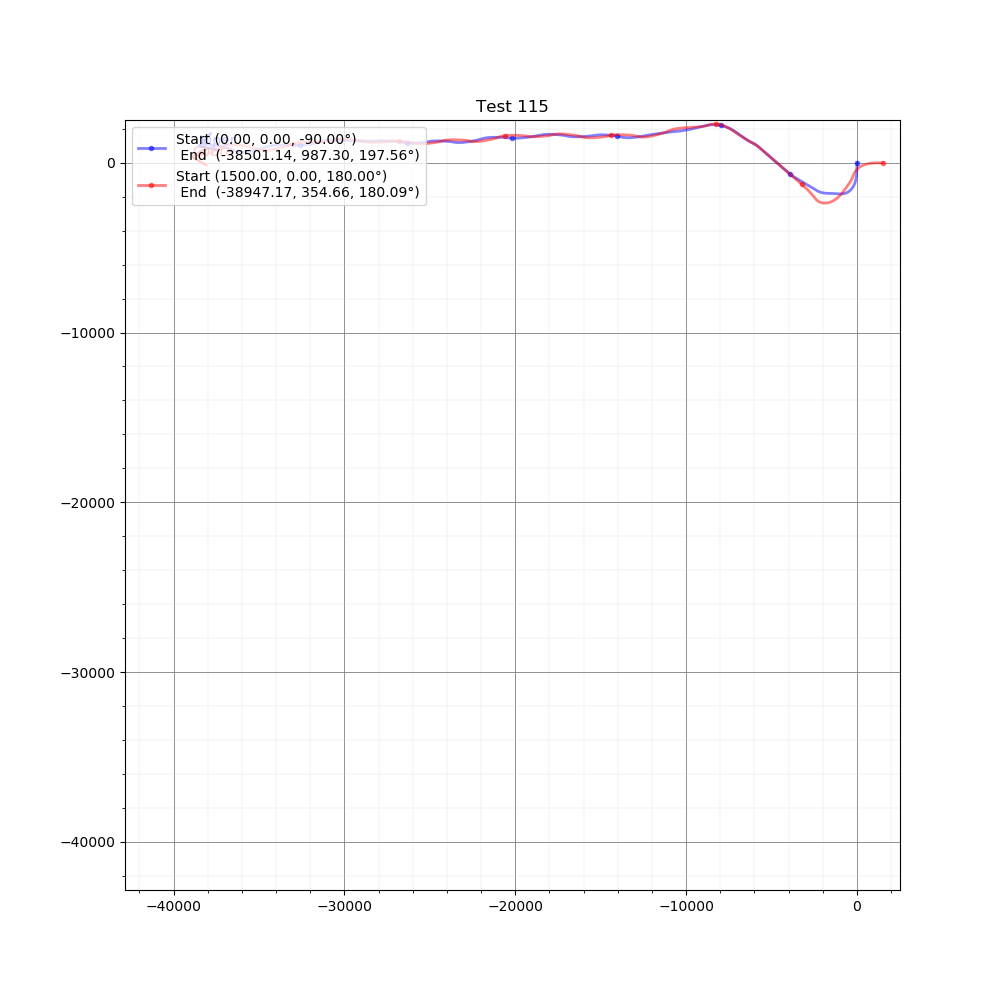 Test 115
Start (0.00, 0.00, -90.00°)
End (-38501.14, 987.30, 197.56°)
Start (1500.00, 0.00, 180.00°)
End (-38947.17, 354.66, 180.09°)
0
−10000
−20000
−30000
−40000
−40000 −30000 −20000 −10000 0